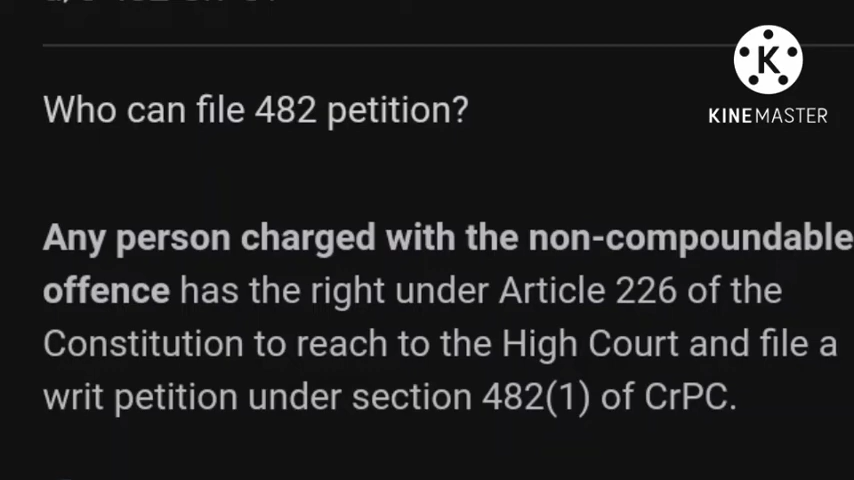 Who can file 482 petition?
K
KINEMASTER
Any person charged with the non-compoundable
offence has the right under Article 226 of the
Constitution to reach to the High Court and file a
writ petition under section 482(1) of CrPC.